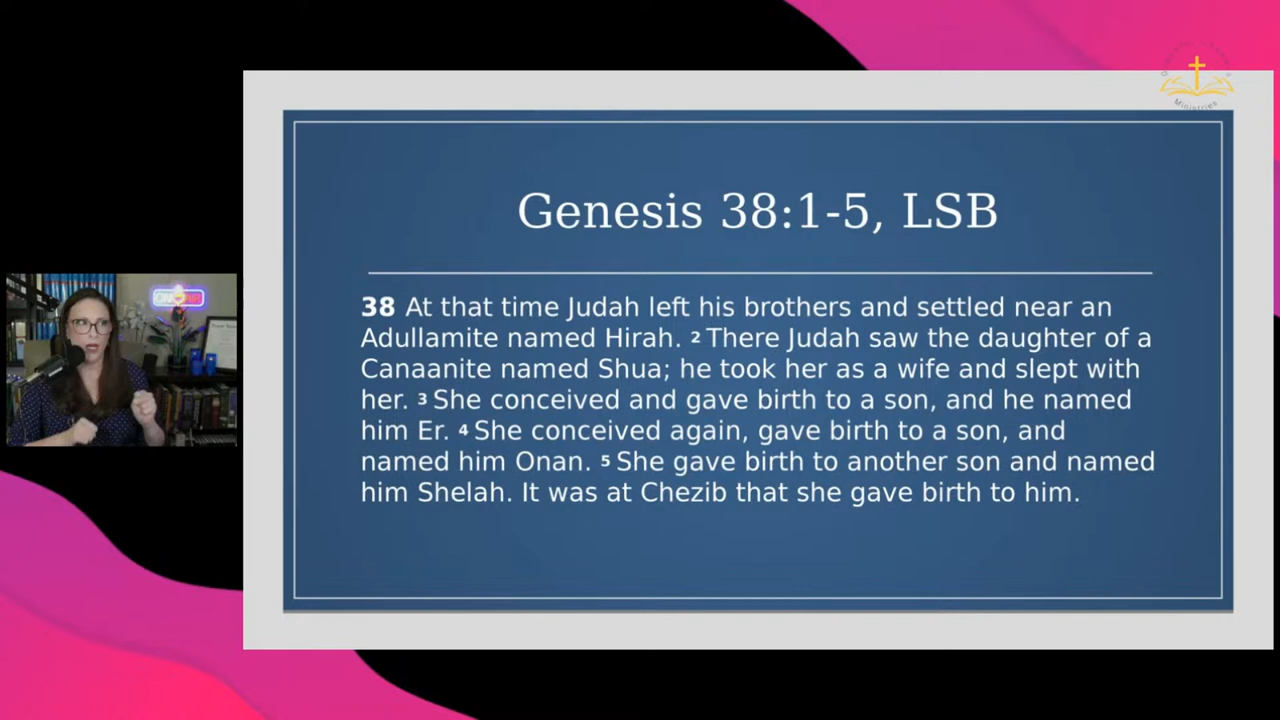 Ministries
Genesis 38:1-5, LSB
38 At that time Judah left his brothers and settled near an
Adullamite named Hirah. 2 There Judah saw the daughter of a
Canaanite named Shua; he took her as a wife and slept with
her. 3 She conceived and gave birth to a son, and he named
him Er. 4 She conceived again, gave birth to a son, and
named him Onan. 5 She gave birth to another son and named
him Shelah. It was at Chezib that she gave birth to him.